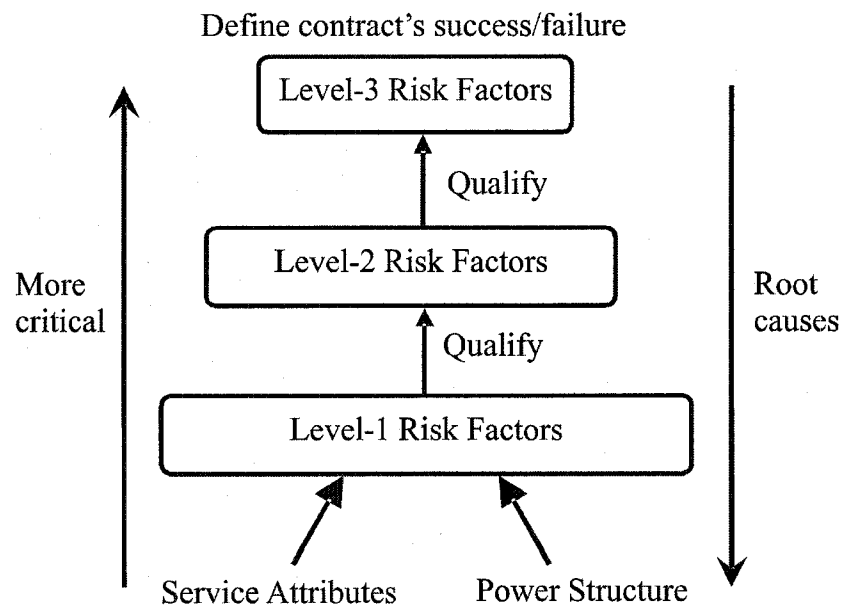 Define contract's success/failure
Level-3 Risk Factors
Qualify
Level-2 Risk Factors
More
critical
Root
causes
Qualify
Level-1 Risk Factors
Service Attributes
Power Structure